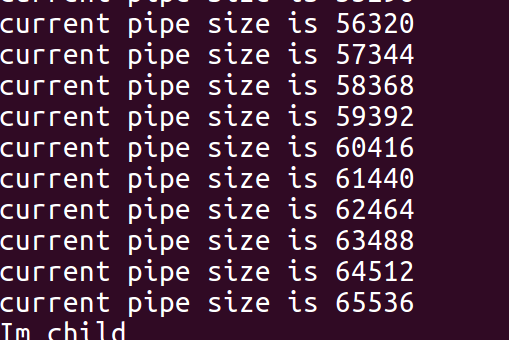 current pipe size is 56320
current pipe size is 57344
current pipe size is 58368
current pipe size is 59392
current pipe size is 60416
current pipe size is 61440
current pipe size is 62464
current pipe size is 63488
current pipe size is 64512
current pipe size is 65536
Im child